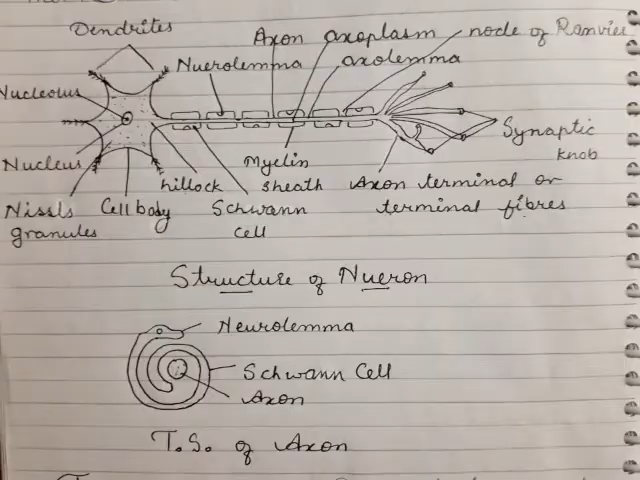 Dendrites
Axon axoplasm node of Ranvier
Nuerolemma axolemma
Nucleolus
Synaptic
knob
Nucleus
Myelin
sheath
hillock
Axon terminal or
terminal fibres
Nissls
granules
Cell body
Schwann
cell
Structure of Nueron
Neurolemma
Schwann Cell
Axon
T.S. of Axon